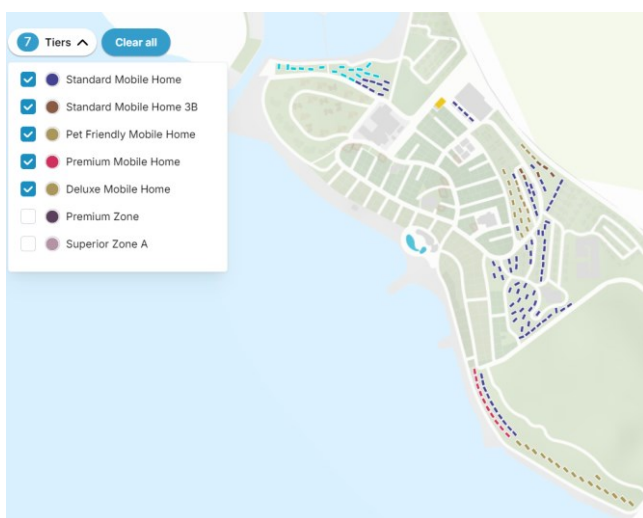 7 Tiers
Clear all
Standard Mobile Home
Standard Mobile Home 3B
Pet Friendly Mobile Home
Premium Mobile Home
Deluxe Mobile Home
Premium Zone
Superior Zone A